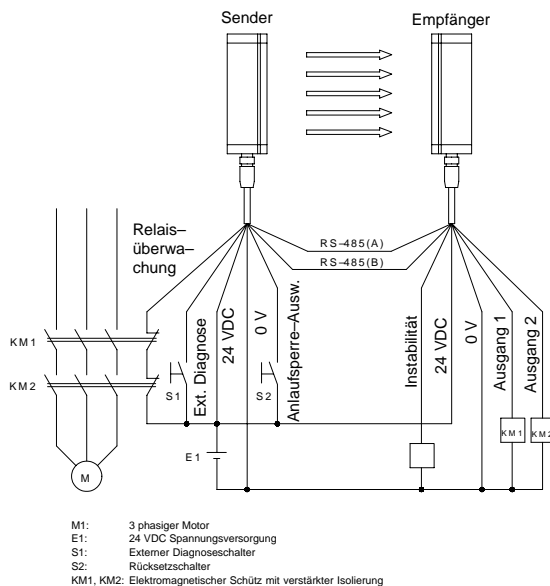 Sender
Empfänger
Relais–
überwa–
chung
RS-485(A)
RS-485(B)
Ext. Diagnose
24 VDC
0 V
Anlaufsperre–Ausw.
Instabilität
24 VDC
0 V
Ausgang 1
Ausgang 2
KM1
KM2
S1
S2
KM1
KM2
E1
M
M1: 3 phasiger Motor
E1: 24 VDC Spannungsversorgung
S1: Externer Diagnoseschalter
S2: Rücksetzschalter
KM1, KM2: Elektromagnetischer Schütz mit verstärkter Isolierung